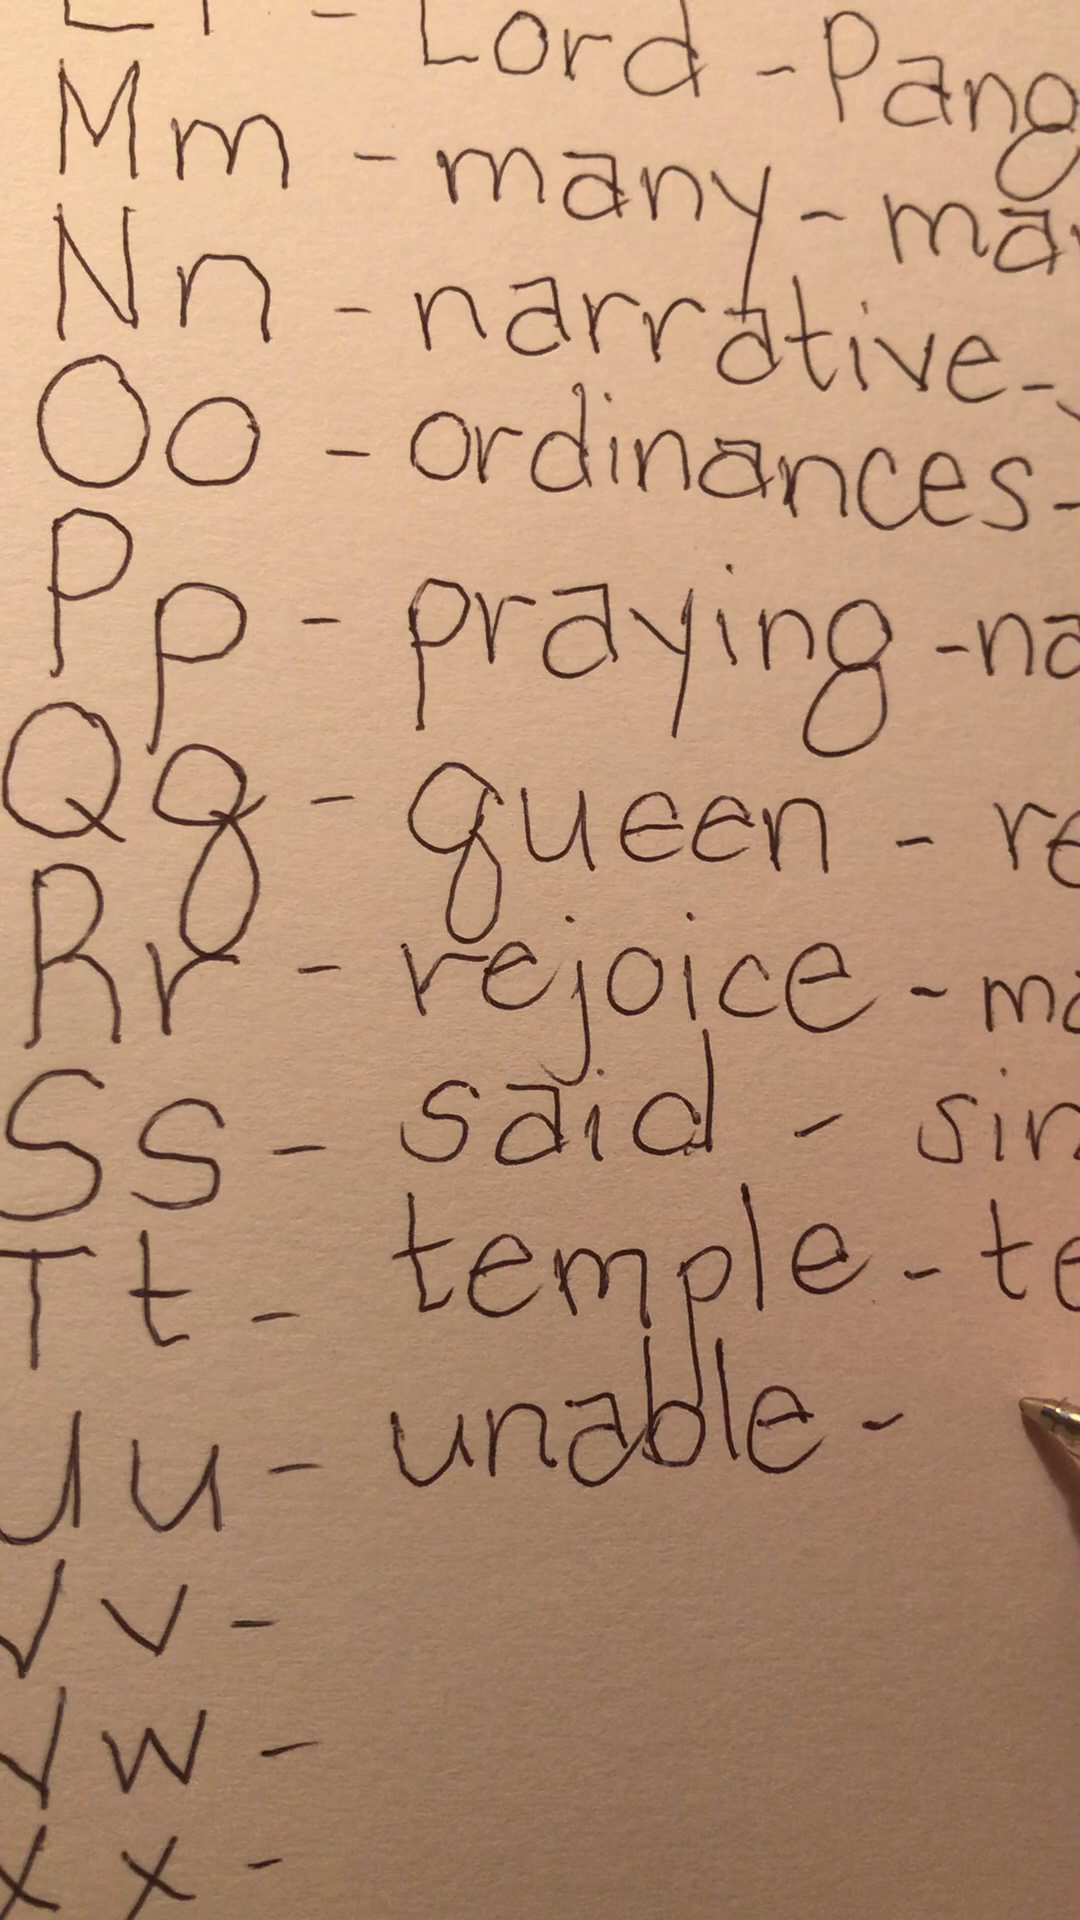 Ll - Lord - Pang
Mm - many - ma
Nn - narrative -
Oo - ordinances -
Pp - praying - na
Qq - queen - re
Rr - rejoice - ma
Ss - said - sin
Tt - temple - te
Uu - unable -
Vv -
Ww -
Xx -